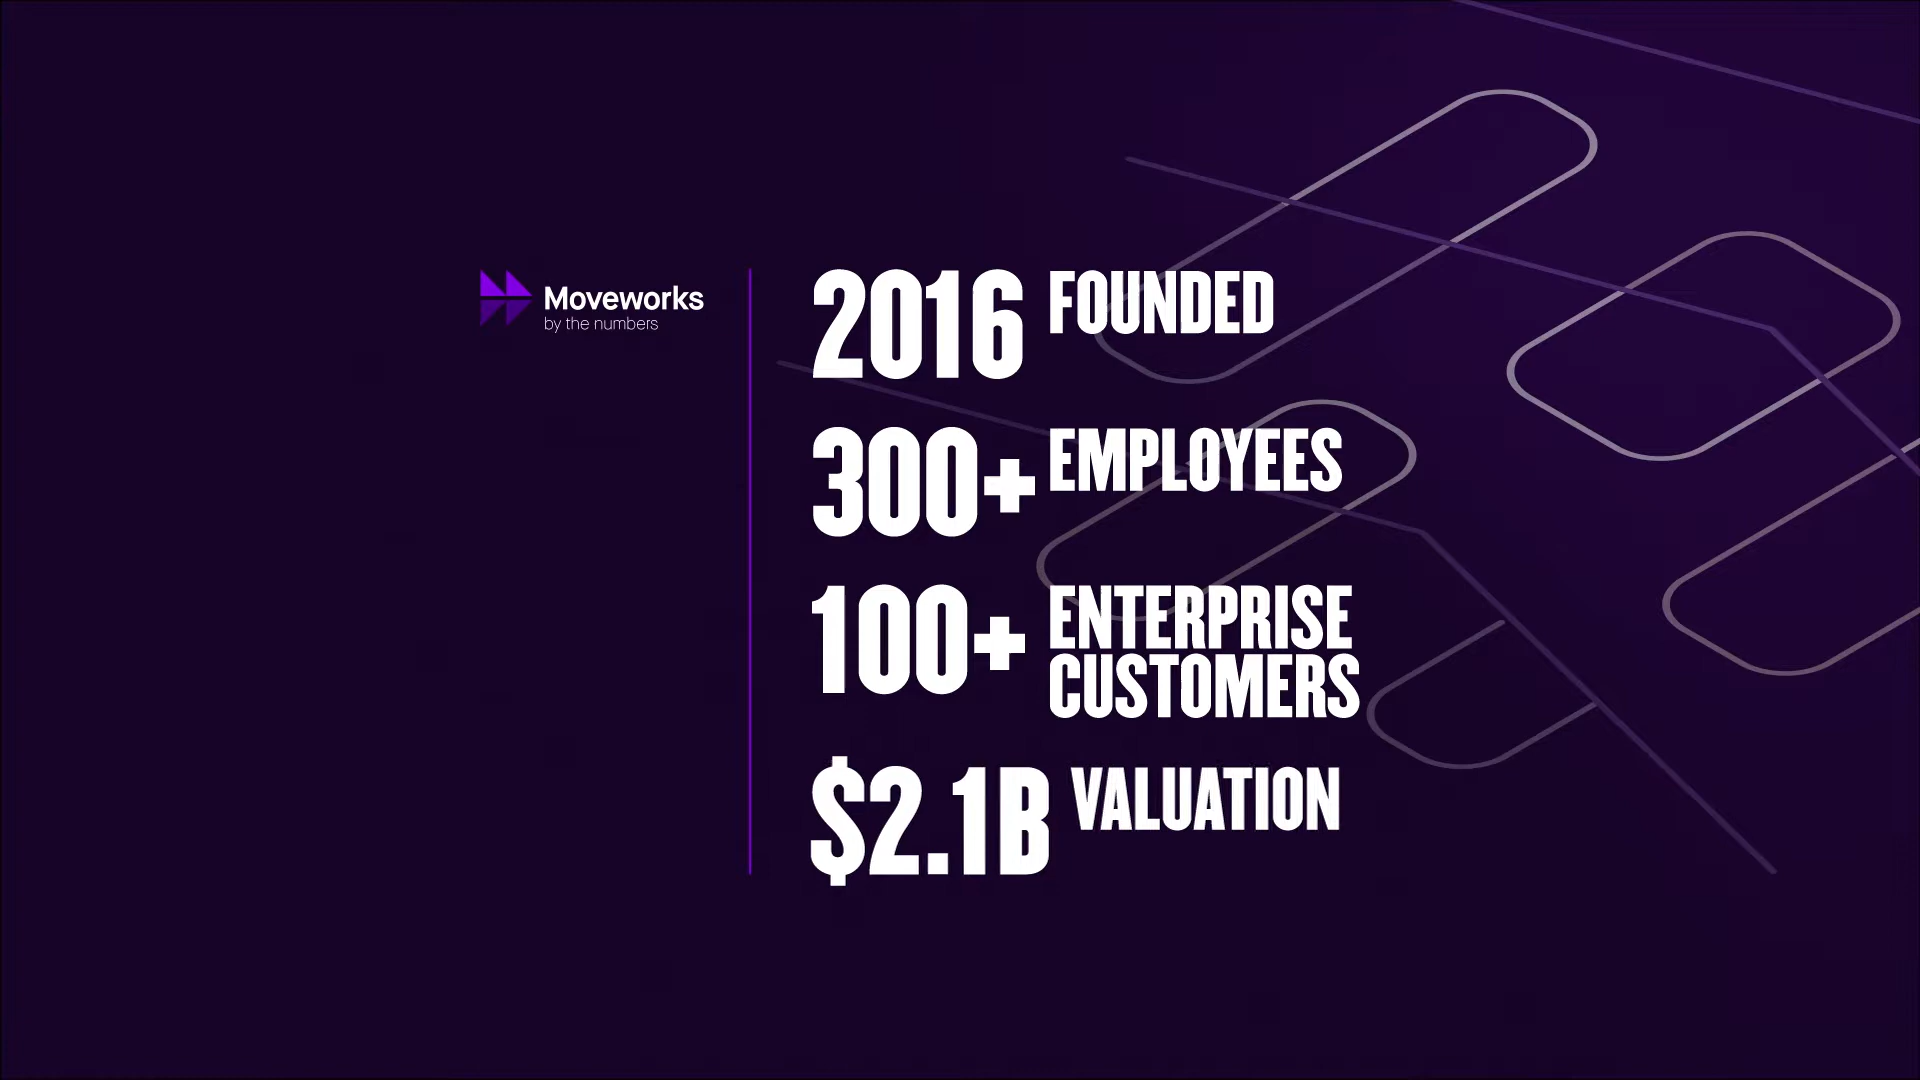 Moveworks
by the numbers
2016 FOUNDED
300+ EMPLOYEES
100+ ENTERPRISE
CUSTOMERS
$2.1B VALUATION